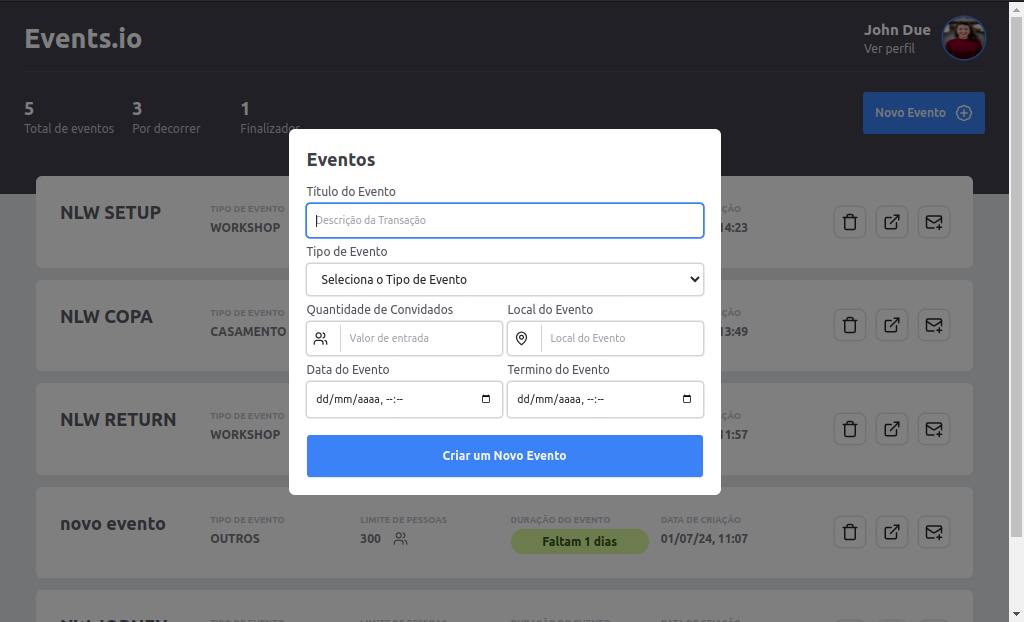 Events.io
John Due
Ver perfil
5
Total de eventos
3
Por decorrer
1
Finalizados
Novo Evento
Eventos
Título do Evento
Descrição da Transação
Tipo de Evento
Seleciona o Tipo de Evento
Quantidade de Convidados
Local do Evento
Valor de entrada
Local do Evento
Data do Evento
Termino do Evento
dd/mm/aaaa, --:--
dd/mm/aaaa, --:--
Criar um Novo Evento
NLW SETUP
TIPO DE EVENTO
WORKSHOP
14:23
NLW COPA
TIPO DE EVENTO
CASAMENTO
13:49
NLW RETURN
TIPO DE EVENTO
WORKSHOP
11:57
novo evento
TIPO DE EVENTO
OUTROS
LIMITE DE PESSOAS
300
DURAÇÃO DO EVENTO
Faltam 1 dias
DATA DE CRIAÇÃO
01/07/24, 11:07